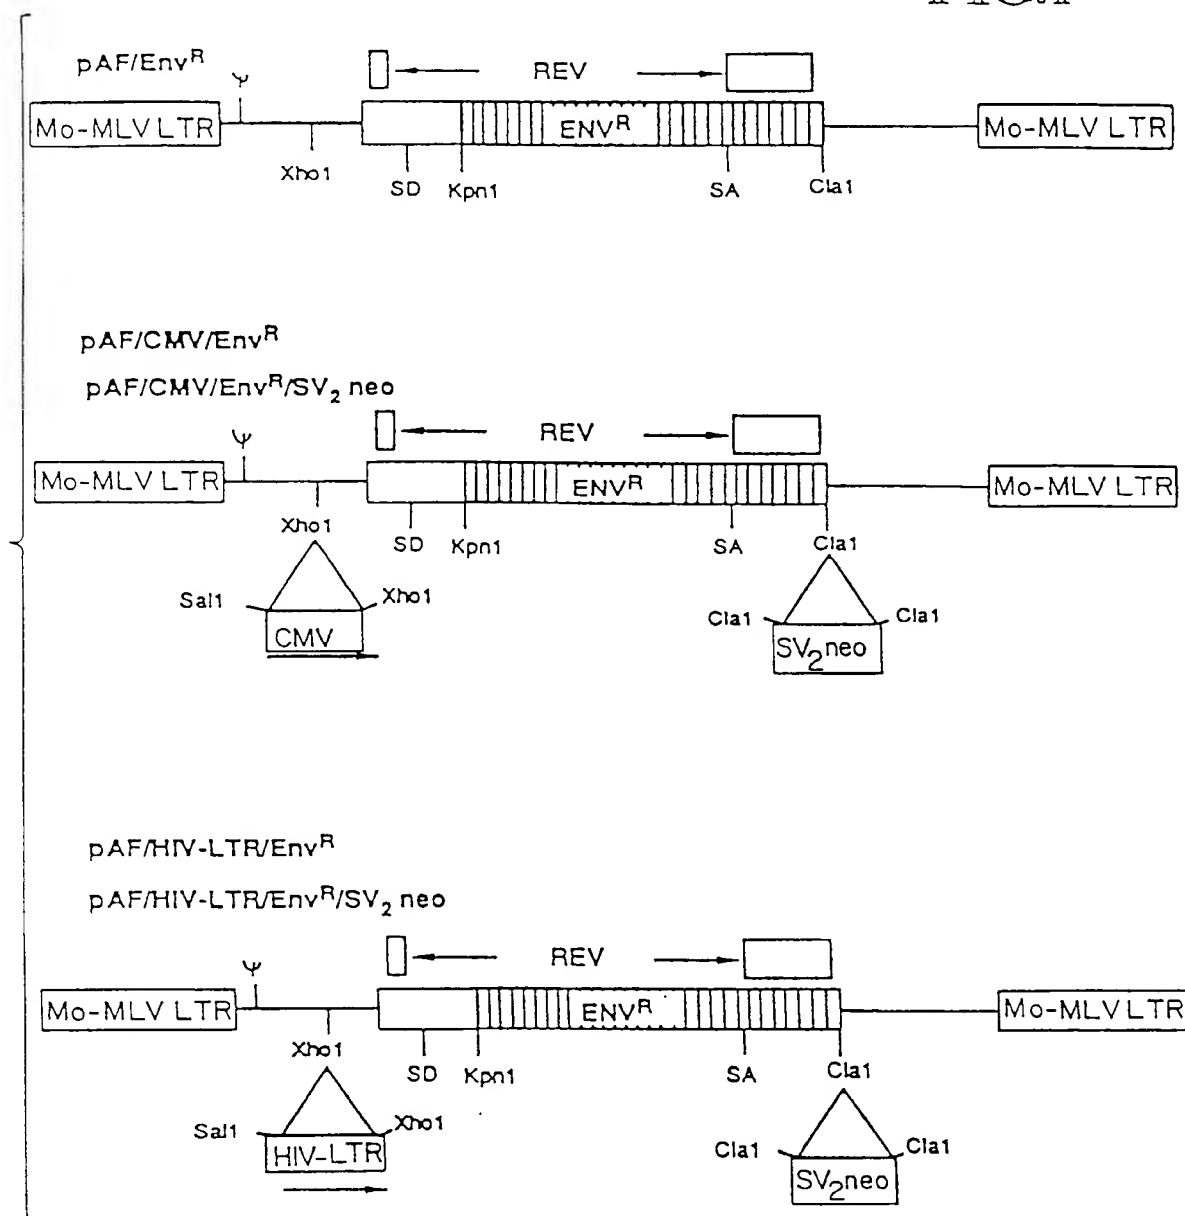 pAF/Env^R
Ψ
REV
Mo-MLV LTR ENV^R Mo-MLV LTR
Xho1 SD Kpn1 SA Cla1
pAF/CMV/Env^R
pAF/CMV/Env^R/SV₂ neo
Ψ
REV
Mo-MLV LTR ENV^R Mo-MLV LTR
Xho1 SD Kpn1 SA Cla1
Sal1 Xho1 Cla1 Cla1
CMV SV₂neo
pAF/HIV-LTR/Env^R
pAF/HIV-LTR/Env^R/SV₂ neo
Ψ
REV
Mo-MLV LTR ENV^R Mo-MLV LTR
Xho1 SD Kpn1 SA Cla1
Sal1 Xho1 Cla1 Cla1
HIV-LTR SV₂neo